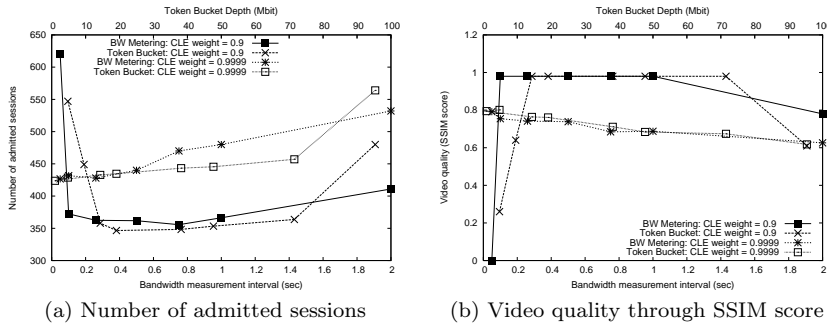 Token Bucket Depth (Mbit)
0 10 20 30 40 50 60 70 80 90 100
650
600
550
500
450
400
350
300
Number of admitted sessions
BW Metering: CLE weight = 0.9
Token Bucket: CLE weight = 0.9
BW Metering: CLE weight = 0.9999
Token Bucket: CLE weight = 0.9999
0 0.2 0.4 0.6 0.8 1 1.2 1.4 1.6 1.8 2
Bandwidth measurement interval (sec)
(a) Number of admitted sessions
Token Bucket Depth (Mbit)
0 10 20 30 40 50 60 70 80 90 100
1.2
1
0.8
0.6
0.4
0.2
0
Video quality (SSIM score)
BW Metering: CLE weight = 0.9
Token Bucket: CLE weight = 0.9
BW Metering: CLE weight = 0.9999
Token Bucket: CLE weight = 0.9999
0 0.2 0.4 0.6 0.8 1 1.2 1.4 1.6 1.8 2
Bandwidth measurement interval (sec)
(b) Video quality through SSIM score